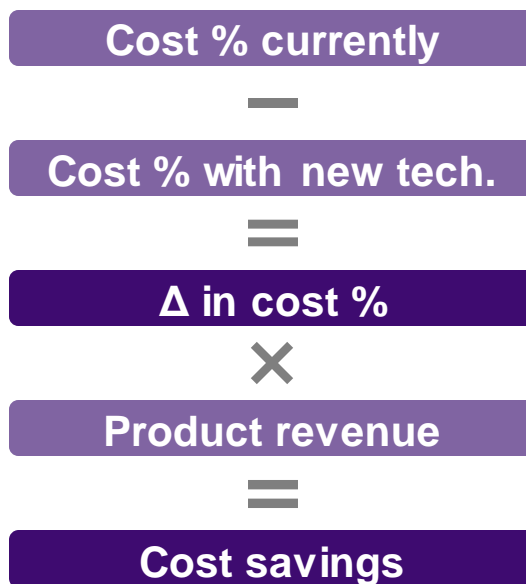 Cost % currently
−
Cost % with new tech.
=
Δ in cost %
×
Product revenue
=
Cost savings